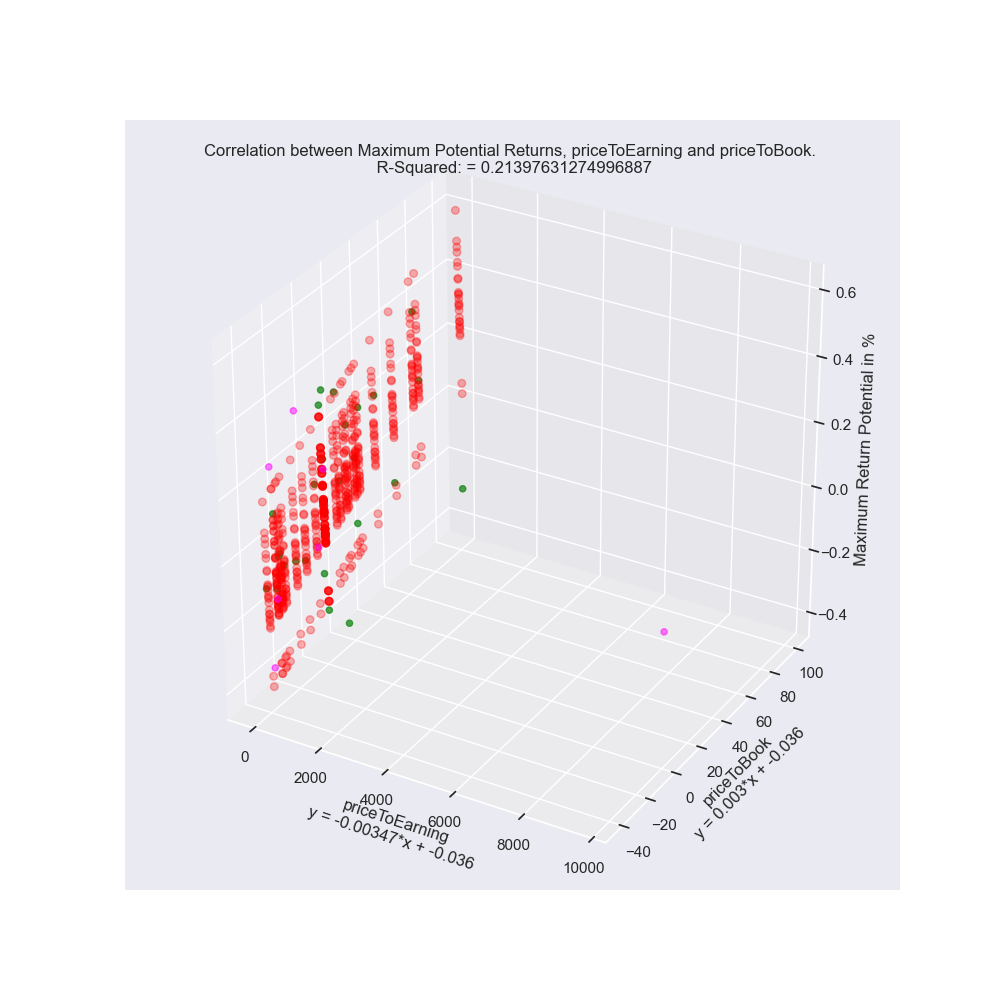 Correlation between Maximum Potential Returns, priceToEarning and priceToBook.
R-Squared: = 0.21397631274996887
0.6
0.4
0.2
0.0
−0.2
−0.4
Maximum Return Potential in %
100
80
60
40
20
0
−20
−40
priceToBook
y = 0.003*x + -0.036
0
2000
4000
6000
8000
10000
priceToEarning
y = -0.00347*x + -0.036